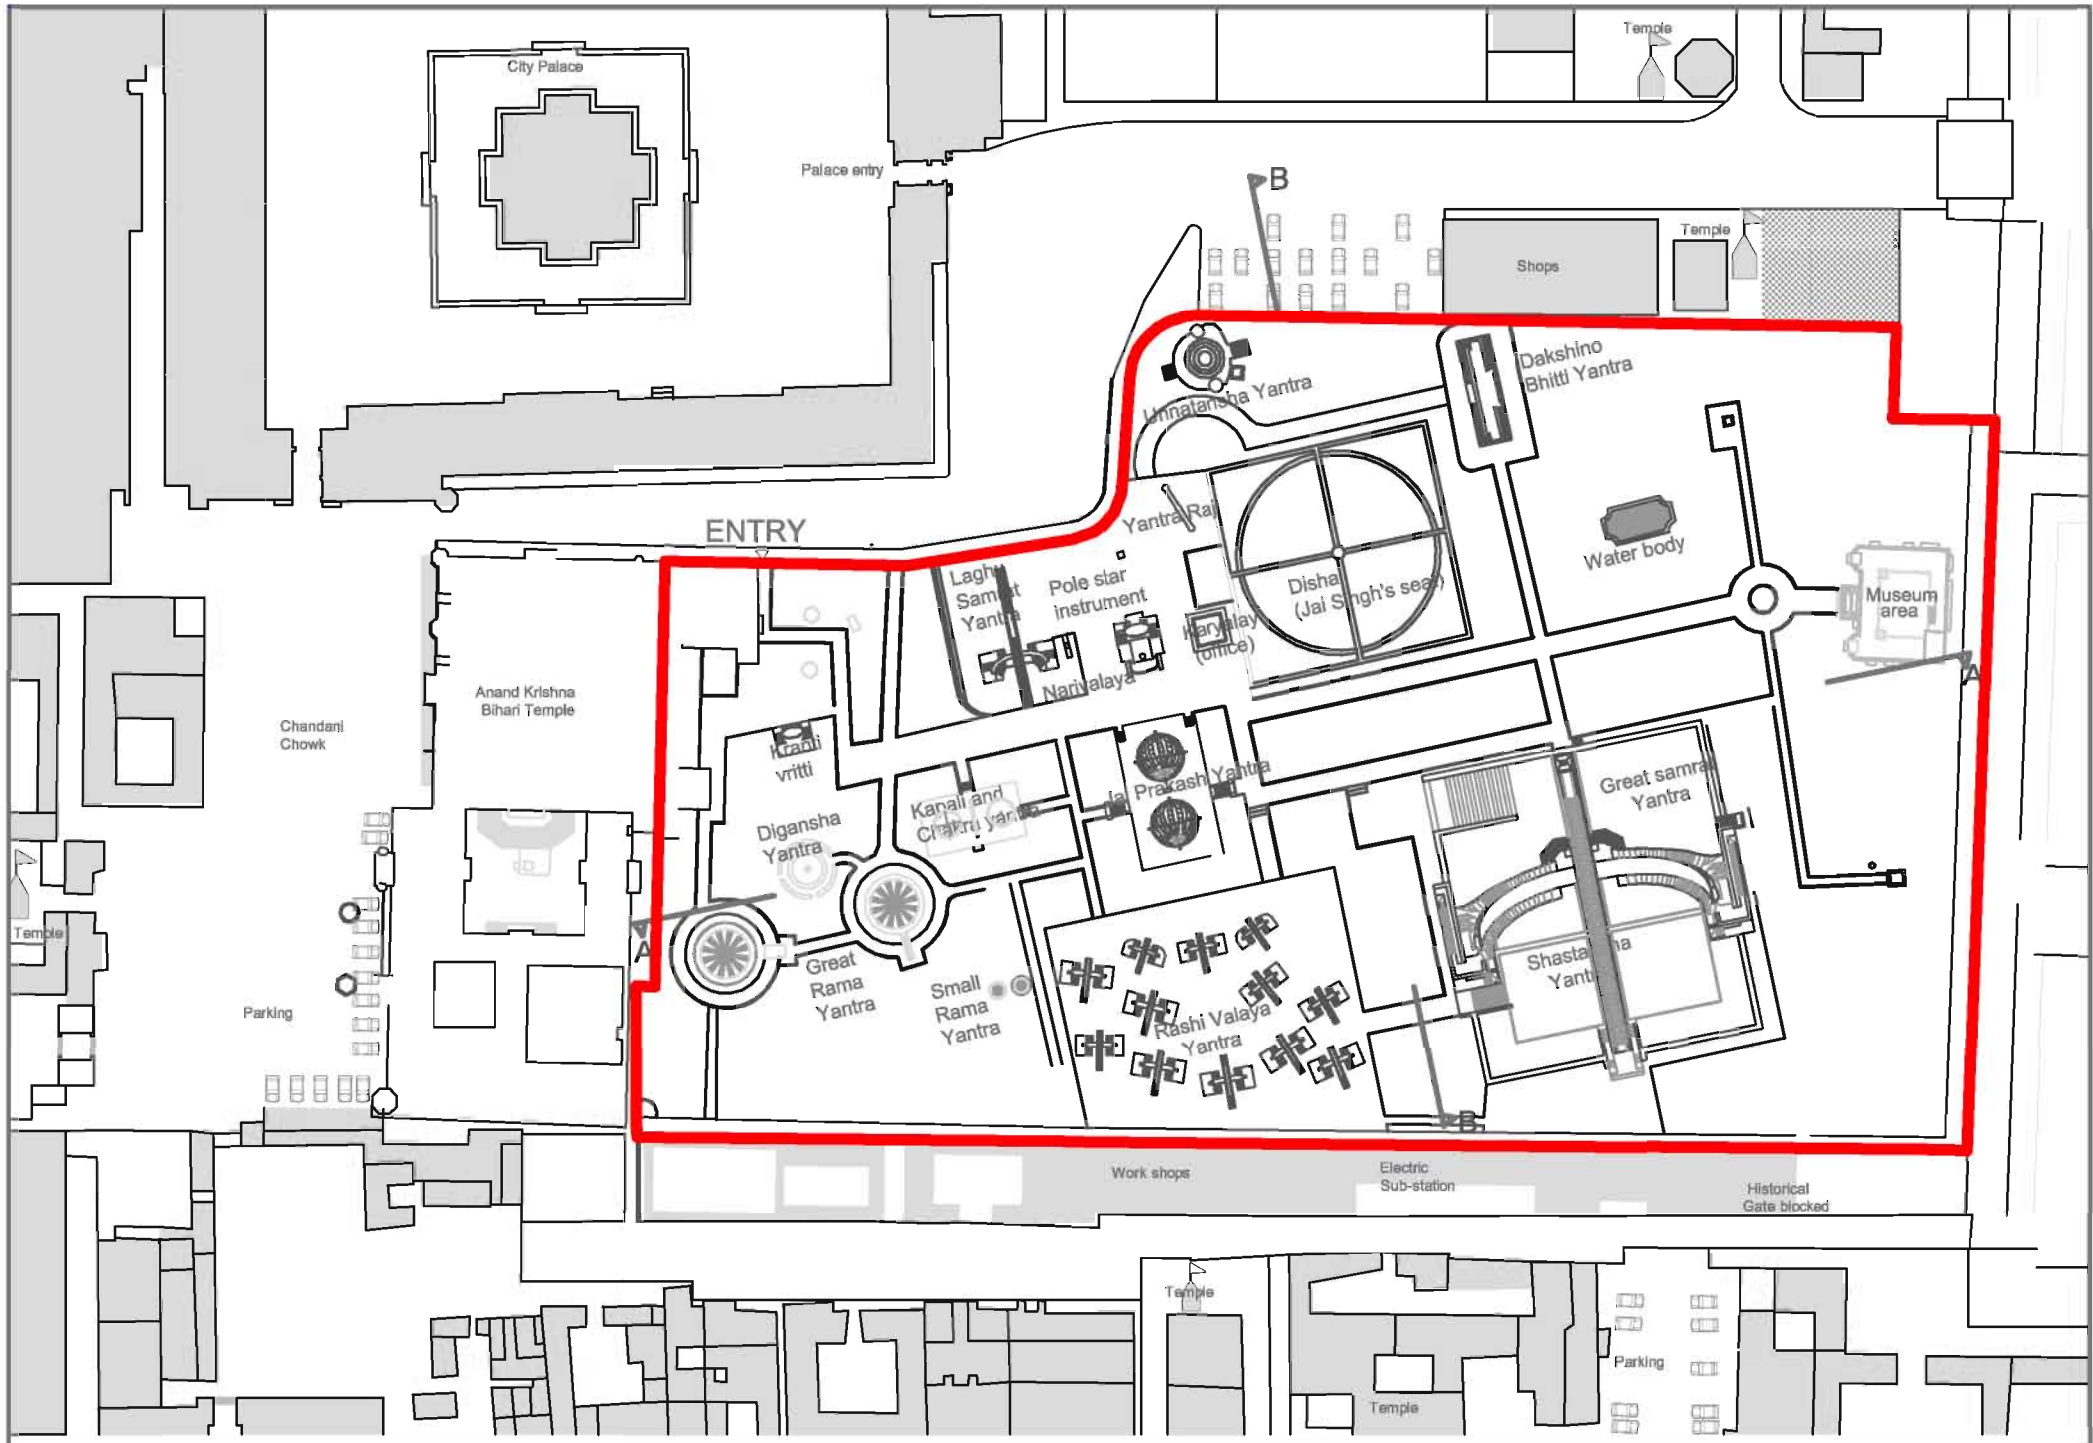 Temple
City Palace
Palace entry
B
Shops
Temple
Dakshino
Bhitti Yantra
Unnatansha Yantra
ENTRY
Yantra Raj
Water body
Laghu
Samrat
Yantra
Pole star
instrument
Disha
(Jai Singh's seat)
Museum
area
Karyalay
(office)
Narivalaya
A
Anand Krishna
Bihari Temple
Chandani
Chowk
Kranti
vritti
Jai Prakash Yantra
Great samrat
Yantra
Kapali and
Chakra yantra
Digansha
Yantra
Temple
A
Great
Rama
Yantra
Small
Rama
Yantra
Shasta
Yantra
Rashi Valaya
Yantra
Parking
B
Work shops
Electric
Sub-station
Historical
Gate blocked
Temple
Parking
Temple